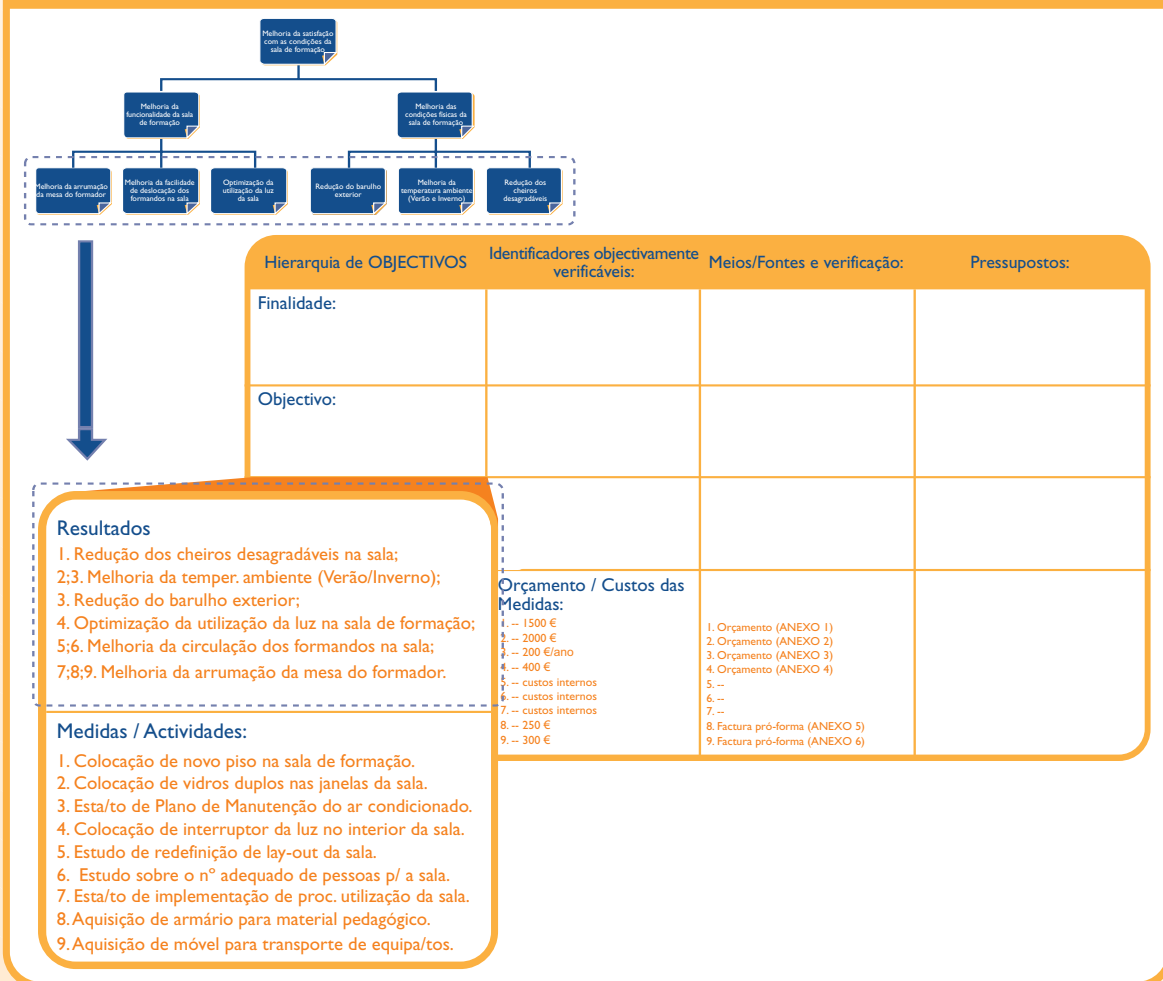 Melhoria da satisfação
com as condições da
sala de formação
Melhoria da
funcionalidade da sala
de formação
Melhoria das
condições físicas da
sala de formação
Melhoria da arrumação
da mesa do formador
Melhoria da facilidade
de deslocação dos
formandos na sala
Optimização da
utilização da luz
da sala
Redução do barulho
exterior
Melhoria da
temperatura ambiente
(Verão e Inverno)
Redução dos
cheiros
desagradáveis
Hierarquia de OBJECTIVOS
Identificadores objectivamente
verificáveis:
Meios/Fontes e verificação:
Pressupostos:
Finalidade:
Objectivo:
Resultados
1. Redução dos cheiros desagradáveis na sala;
2;3. Melhoria da temper. ambiente (Verão/Inverno);
3. Redução do barulho exterior;
4. Optimização da utilização da luz na sala de formação;
5;6. Melhoria da circulação dos formandos na sala;
7;8;9. Melhoria da arrumação da mesa do formador.
Medidas / Actividades:
1. Colocação de novo piso na sala de formação.
2. Colocação de vidros duplos nas janelas da sala.
3. Esta/to de Plano de Manutenção do ar condicionado.
4. Colocação de interruptor da luz no interior da sala.
5. Estudo de redefinição de lay-out da sala.
6. Estudo sobre o nº adequado de pessoas p/ a sala.
7. Esta/to de implementação de proc. utilização da sala.
8. Aquisição de armário para material pedagógico.
9. Aquisição de móvel para transporte de equipa/tos.
Orçamento / Custos das
Medidas:
1. -- 1500 €
2. -- 2000 €
3. -- 200 €/ano
4. -- 400 €
5. -- custos internos
6. -- custos internos
7. -- custos internos
8. -- 250 €
9. -- 300 €
1. Orçamento (ANEXO 1)
2. Orçamento (ANEXO 2)
3. Orçamento (ANEXO 3)
4. Orçamento (ANEXO 4)
5. --
6. --
7. --
8. Factura pró-forma (ANEXO 5)
9. Factura pró-forma (ANEXO 6)